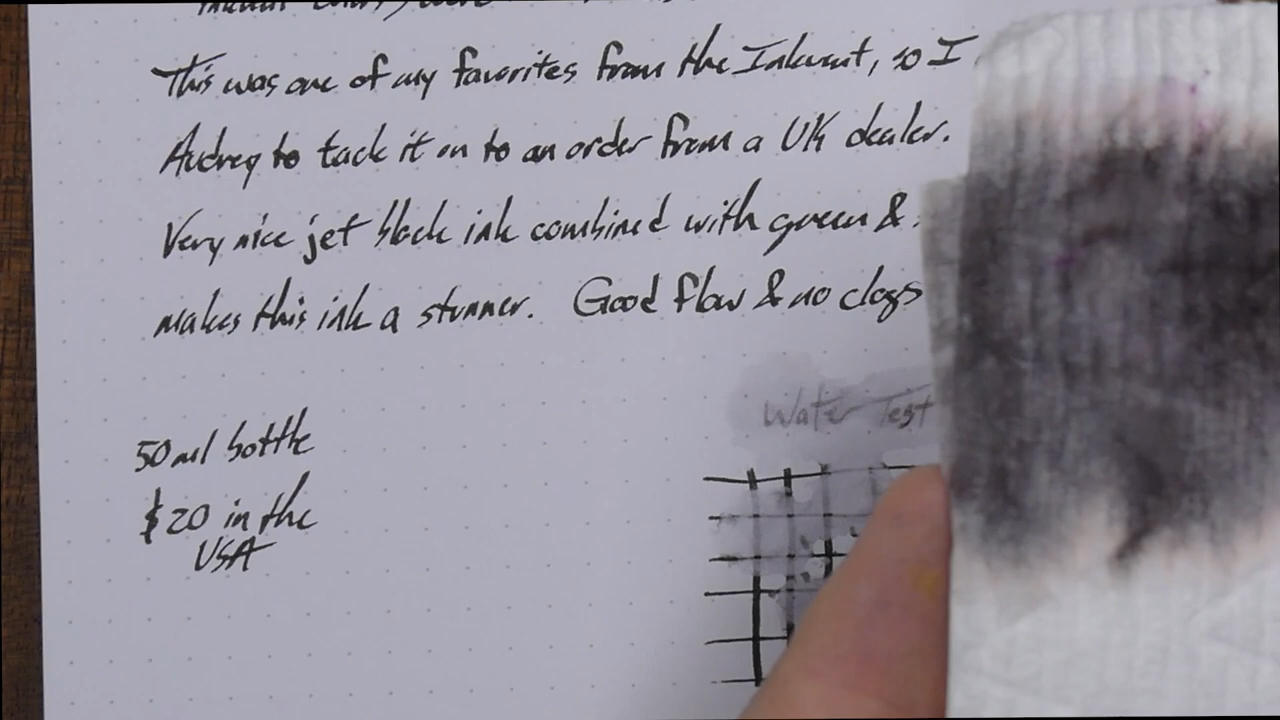 This was one of my favorites from the Inkvent, so I
Audrey to tack it on to an order from a UK dealer.
Very nice jet black ink combined with green &
makes this ink a stunner. Good flow & no clogs
Water Test
50ml bottle
$20 in the
USA